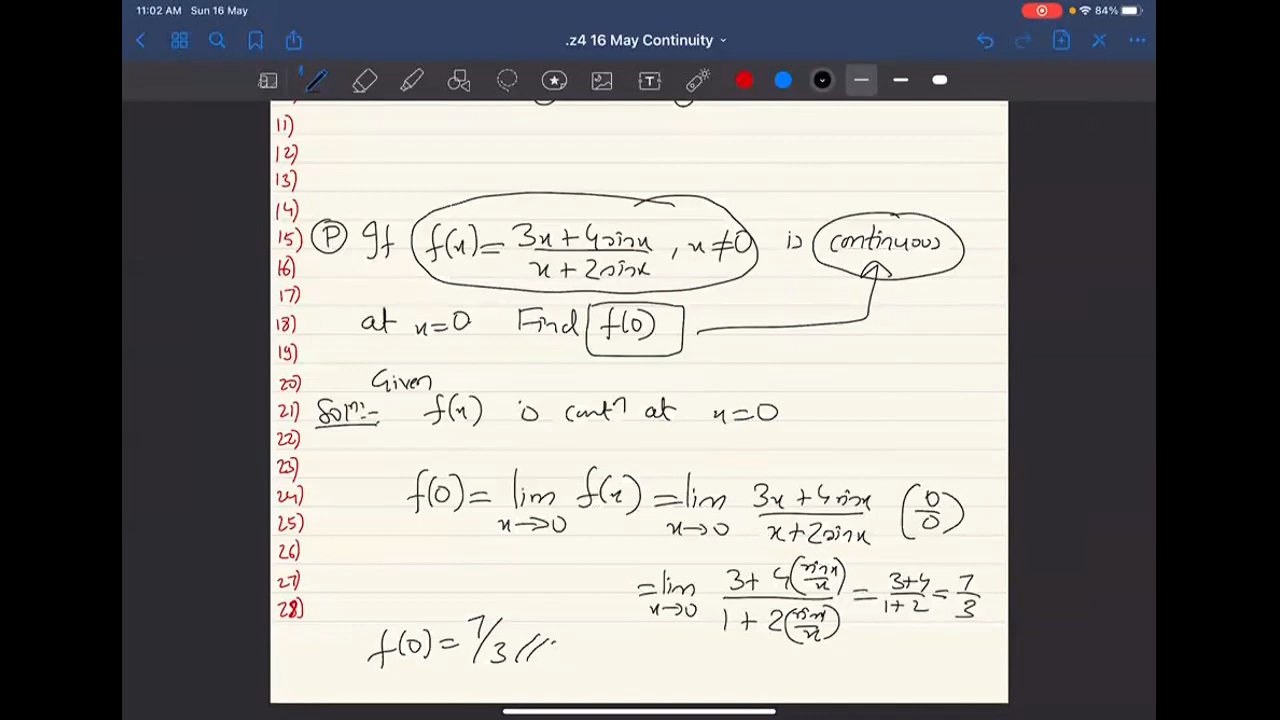 11:02 AM Sun 16 May 84%
.z4 16 May Continuity
11)
12)
13)
14)
15) (P) If f(x) = (3x + 4sinx)/(x + 2sinx), x ≠ 0 is continuous
16)
17)
18) at x=0 Find f(0)
19)
20) Given
21) Soln:- f(x) is contn at x=0
22)
23)
24) f(0) = lim x→0 f(x) = lim x→0 (3x + 4sinx)/(x + 2sinx) (0/0)
25)
26)
27) = lim x→0 (3 + 4(sinx/x))/(1 + 2(sinx/x)) = (3+4)/(1+2) = 7/3
28)
f(0) = 7/3 //